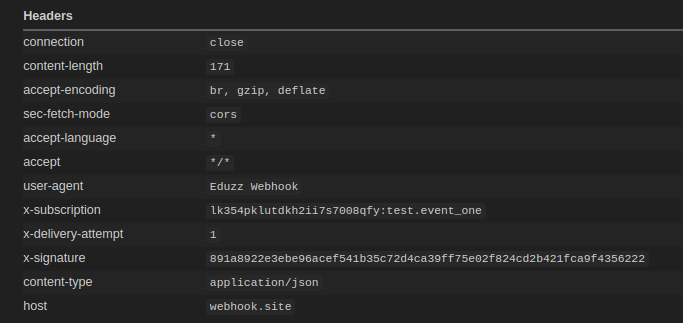 Headers
connection close
content-length 171
accept-encoding br, gzip, deflate
sec-fetch-mode cors
accept-language *
accept */*
user-agent Eduzz Webhook
x-subscription lk354pklutdkh2ii7s7008qfy:test.event_one
x-delivery-attempt 1
x-signature 891a8922e3ebe96acef541b35c72d4ca39ff75e02f824cd2b421fca9f4356222
content-type application/json
host webhook.site